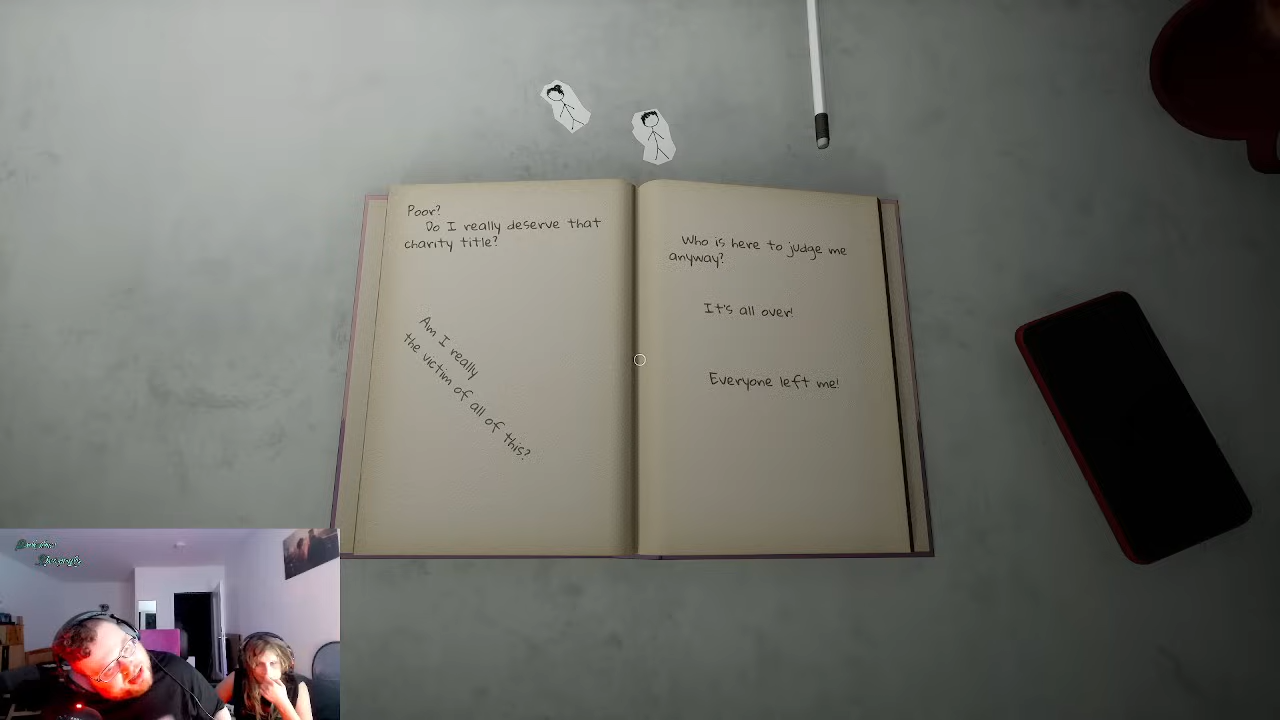 Poor?
Do I really deserve that
charity title?
Am I really
the victim of all of this?
Who is here to judge me
anyway?
It's all over!
Everyone left me!